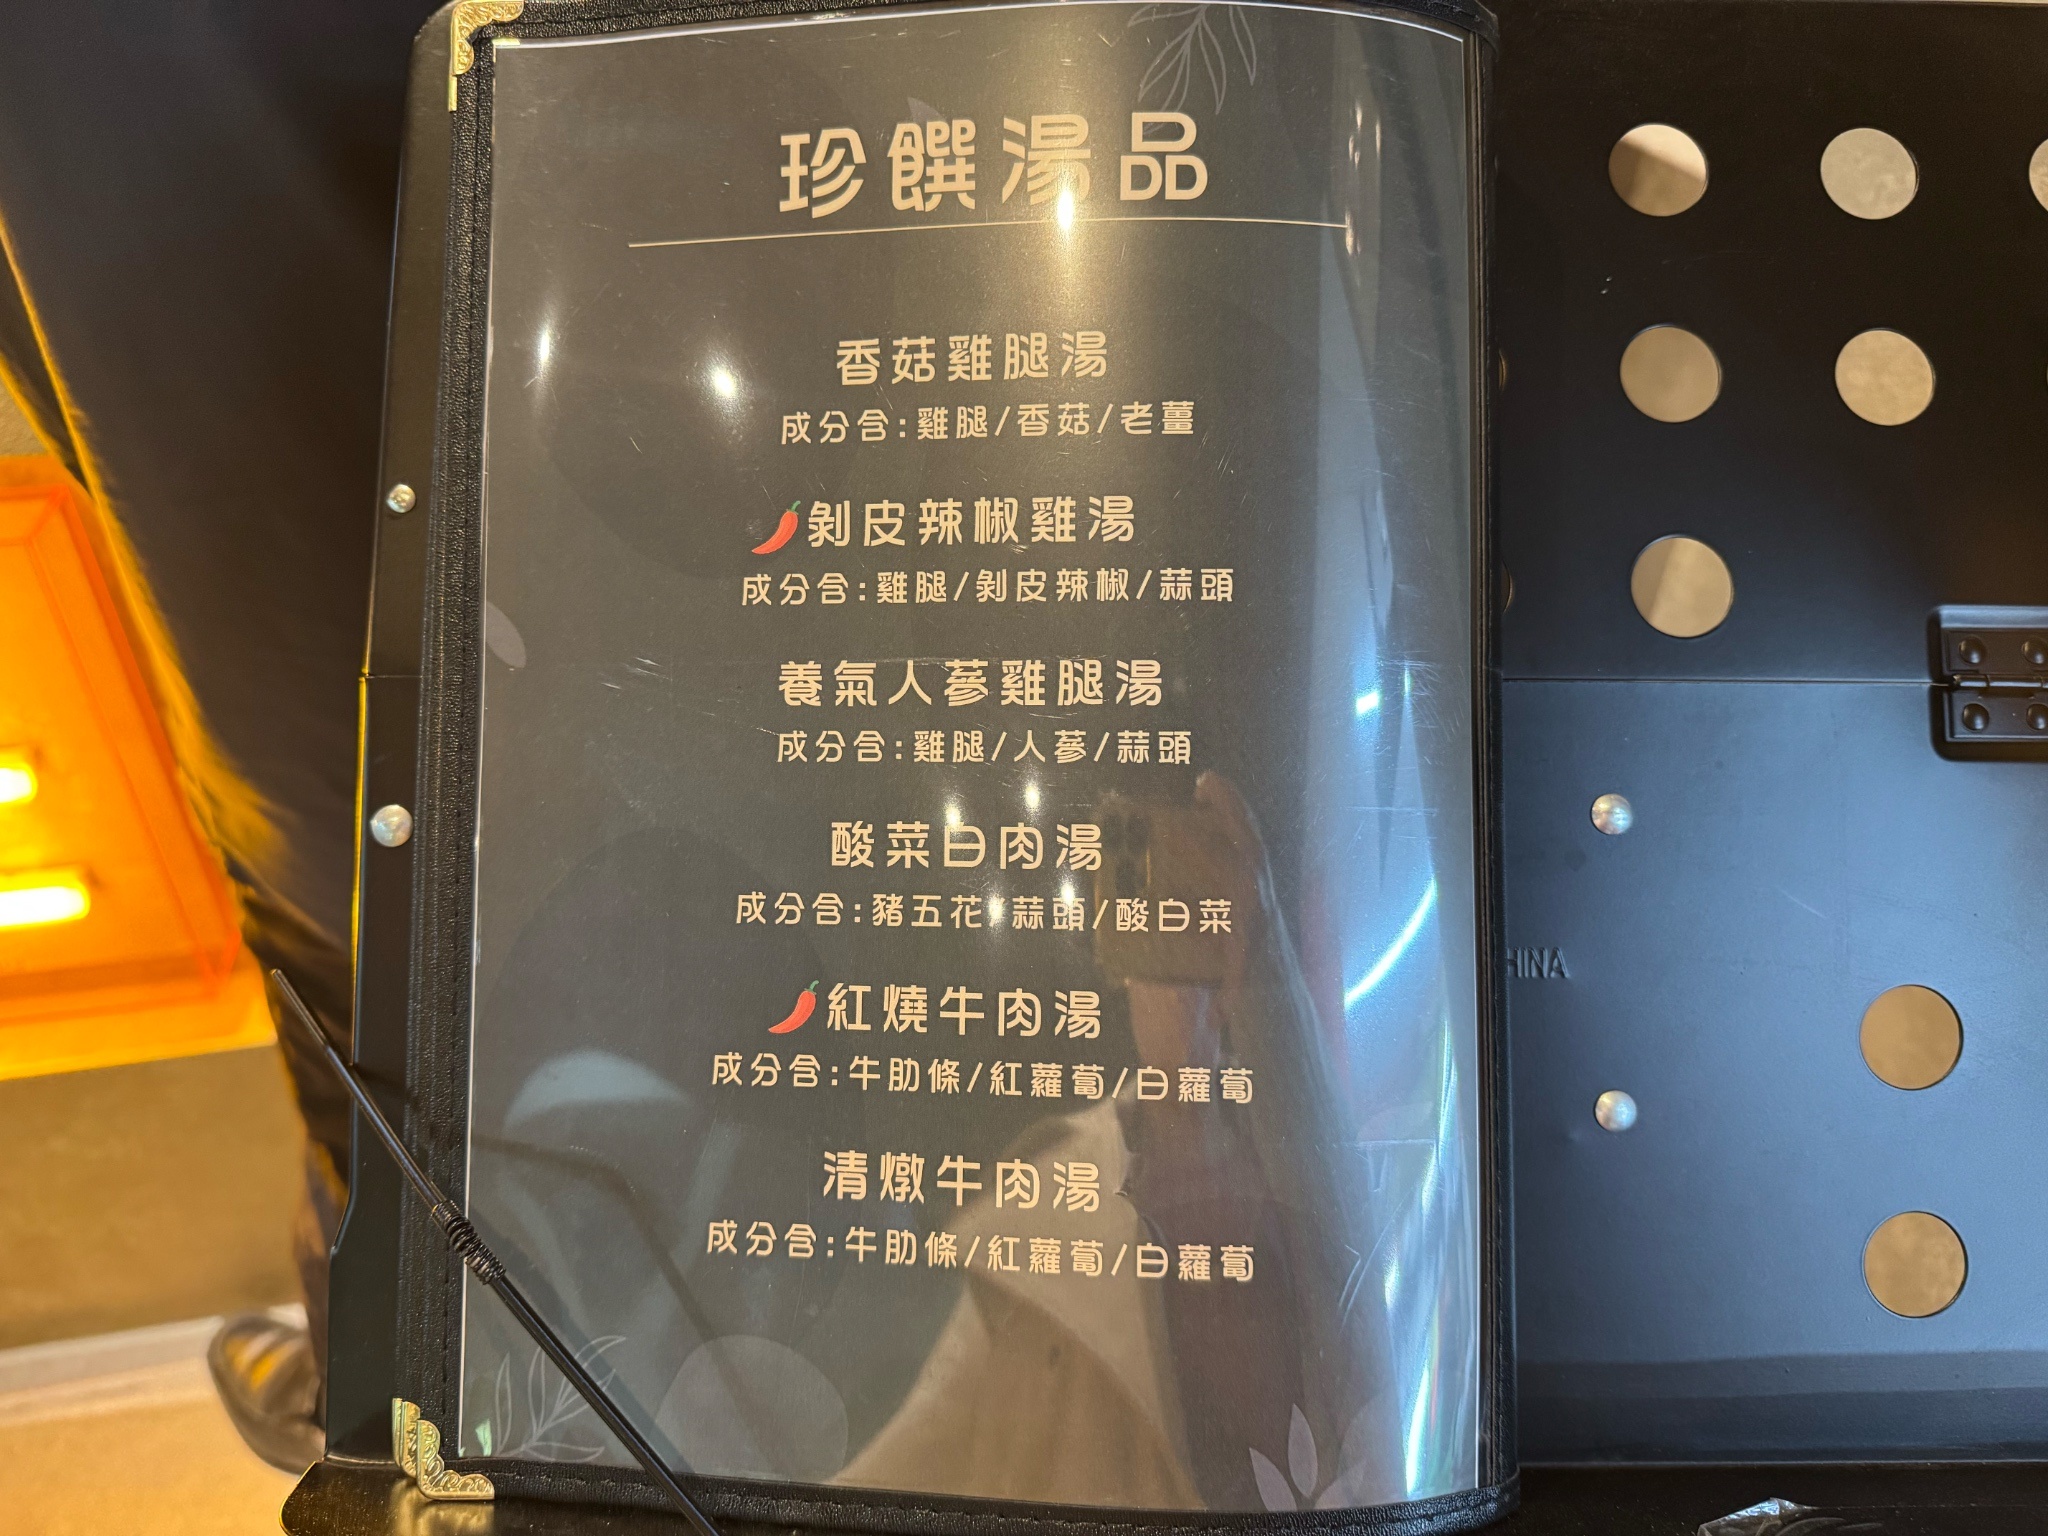 珍饌湯品
香菇雞腿湯
成分含:雞腿/香菇/老薑
剝皮辣椒雞湯
成分含:雞腿/剝皮辣椒/蒜頭
養氣人蔘雞腿湯
成分含:雞腿/人蔘/蒜頭
酸菜白肉湯
成分含:豬五花/蒜頭/酸白菜
紅燒牛肉湯
成分含:牛肋條/紅蘿蔔/白蘿蔔
清燉牛肉湯
成分含:牛肋條/紅蘿蔔/白蘿蔔
HINA